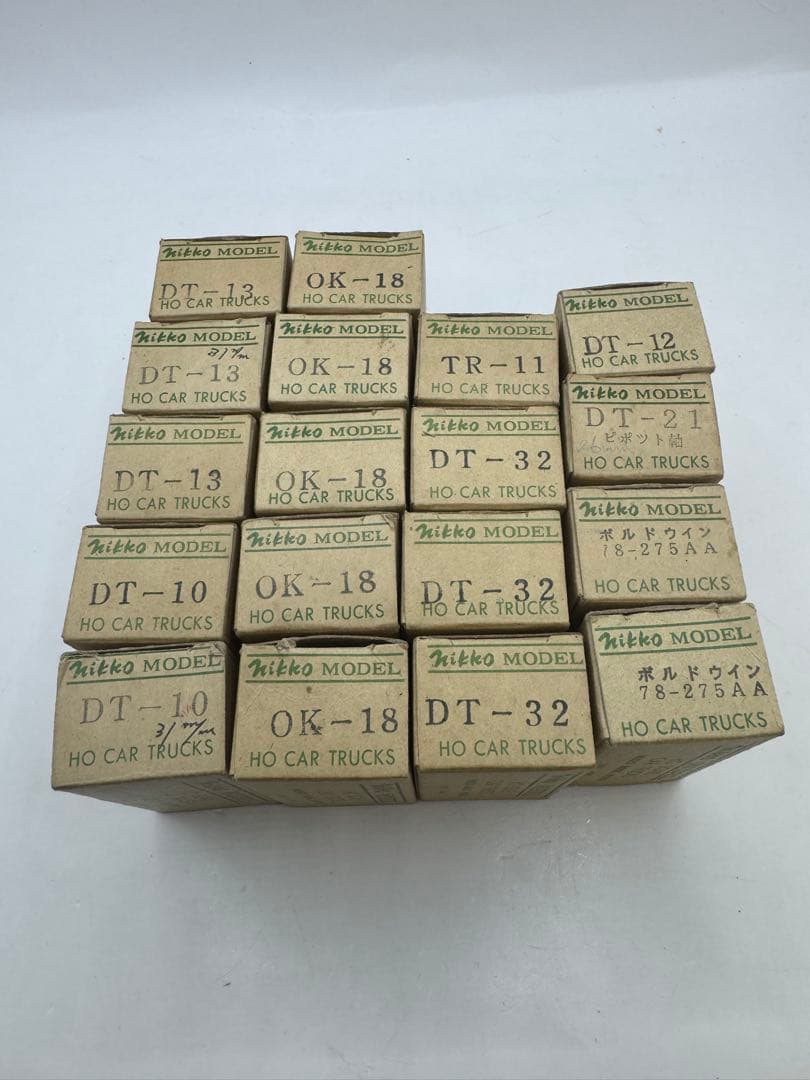 Nikko MODEL
DT-13
HO CAR TRUCKS
Nikko MODEL
OK-18
HO CAR TRUCKS
Nikko MODEL
DT-12
HO CAR TRUCKS
Nikko MODEL
31 m/m
DT-13
HO CAR TRUCKS
Nikko MODEL
OK-18
HO CAR TRUCKS
Nikko MODEL
TR-11
HO CAR TRUCKS
Nikko MODEL
DT-21
ピボット軸
HO CAR TRUCKS
Nikko MODEL
DT-13
HO CAR TRUCKS
Nikko MODEL
OK-18
HO CAR TRUCKS
Nikko MODEL
DT-32
HO CAR TRUCKS
Nikko MODEL
ボルドウイン
78-275AA
HO CAR TRUCKS
Nikko MODEL
DT-10
HO CAR TRUCKS
Nikko MODEL
OK-18
HO CAR TRUCKS
Nikko MODEL
DT-32
HO CAR TRUCKS
Nikko MODEL
ボルドウイン
78-275AA
HO CAR TRUCKS
Nikko MODEL
DT-10
31 m/m
HO CAR TRUCKS
Nikko MODEL
OK-18
HO CAR TRUCKS
Nikko MODEL
DT-32
HO CAR TRUCKS